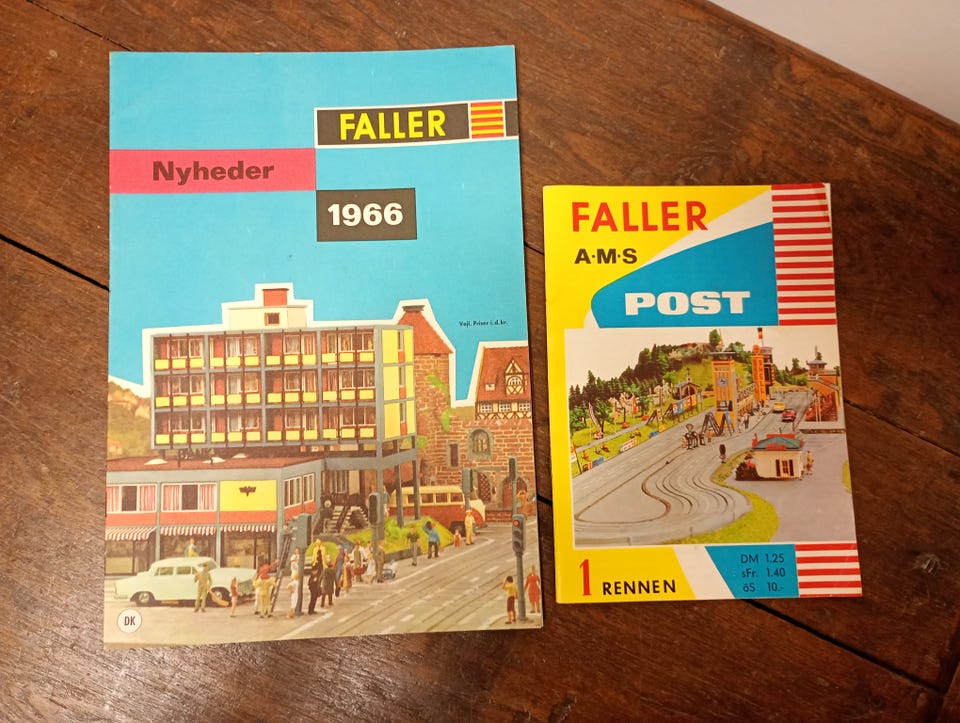 FALLER
Nyheder
1966
Vejl. Priser i. d. kr.
DK
FALLER
A·M·S
POST
1 RENNEN
DM 1.25
sFr. 1.40
öS 10.-